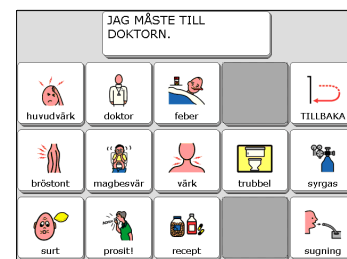 JAG MÅSTE TILL
DOKTORN.
huvudvärk
doktor
feber
TILLBAKA
bröstont
magbesvär
värk
trubbel
syrgas
surt
prosit!
recept
sugning